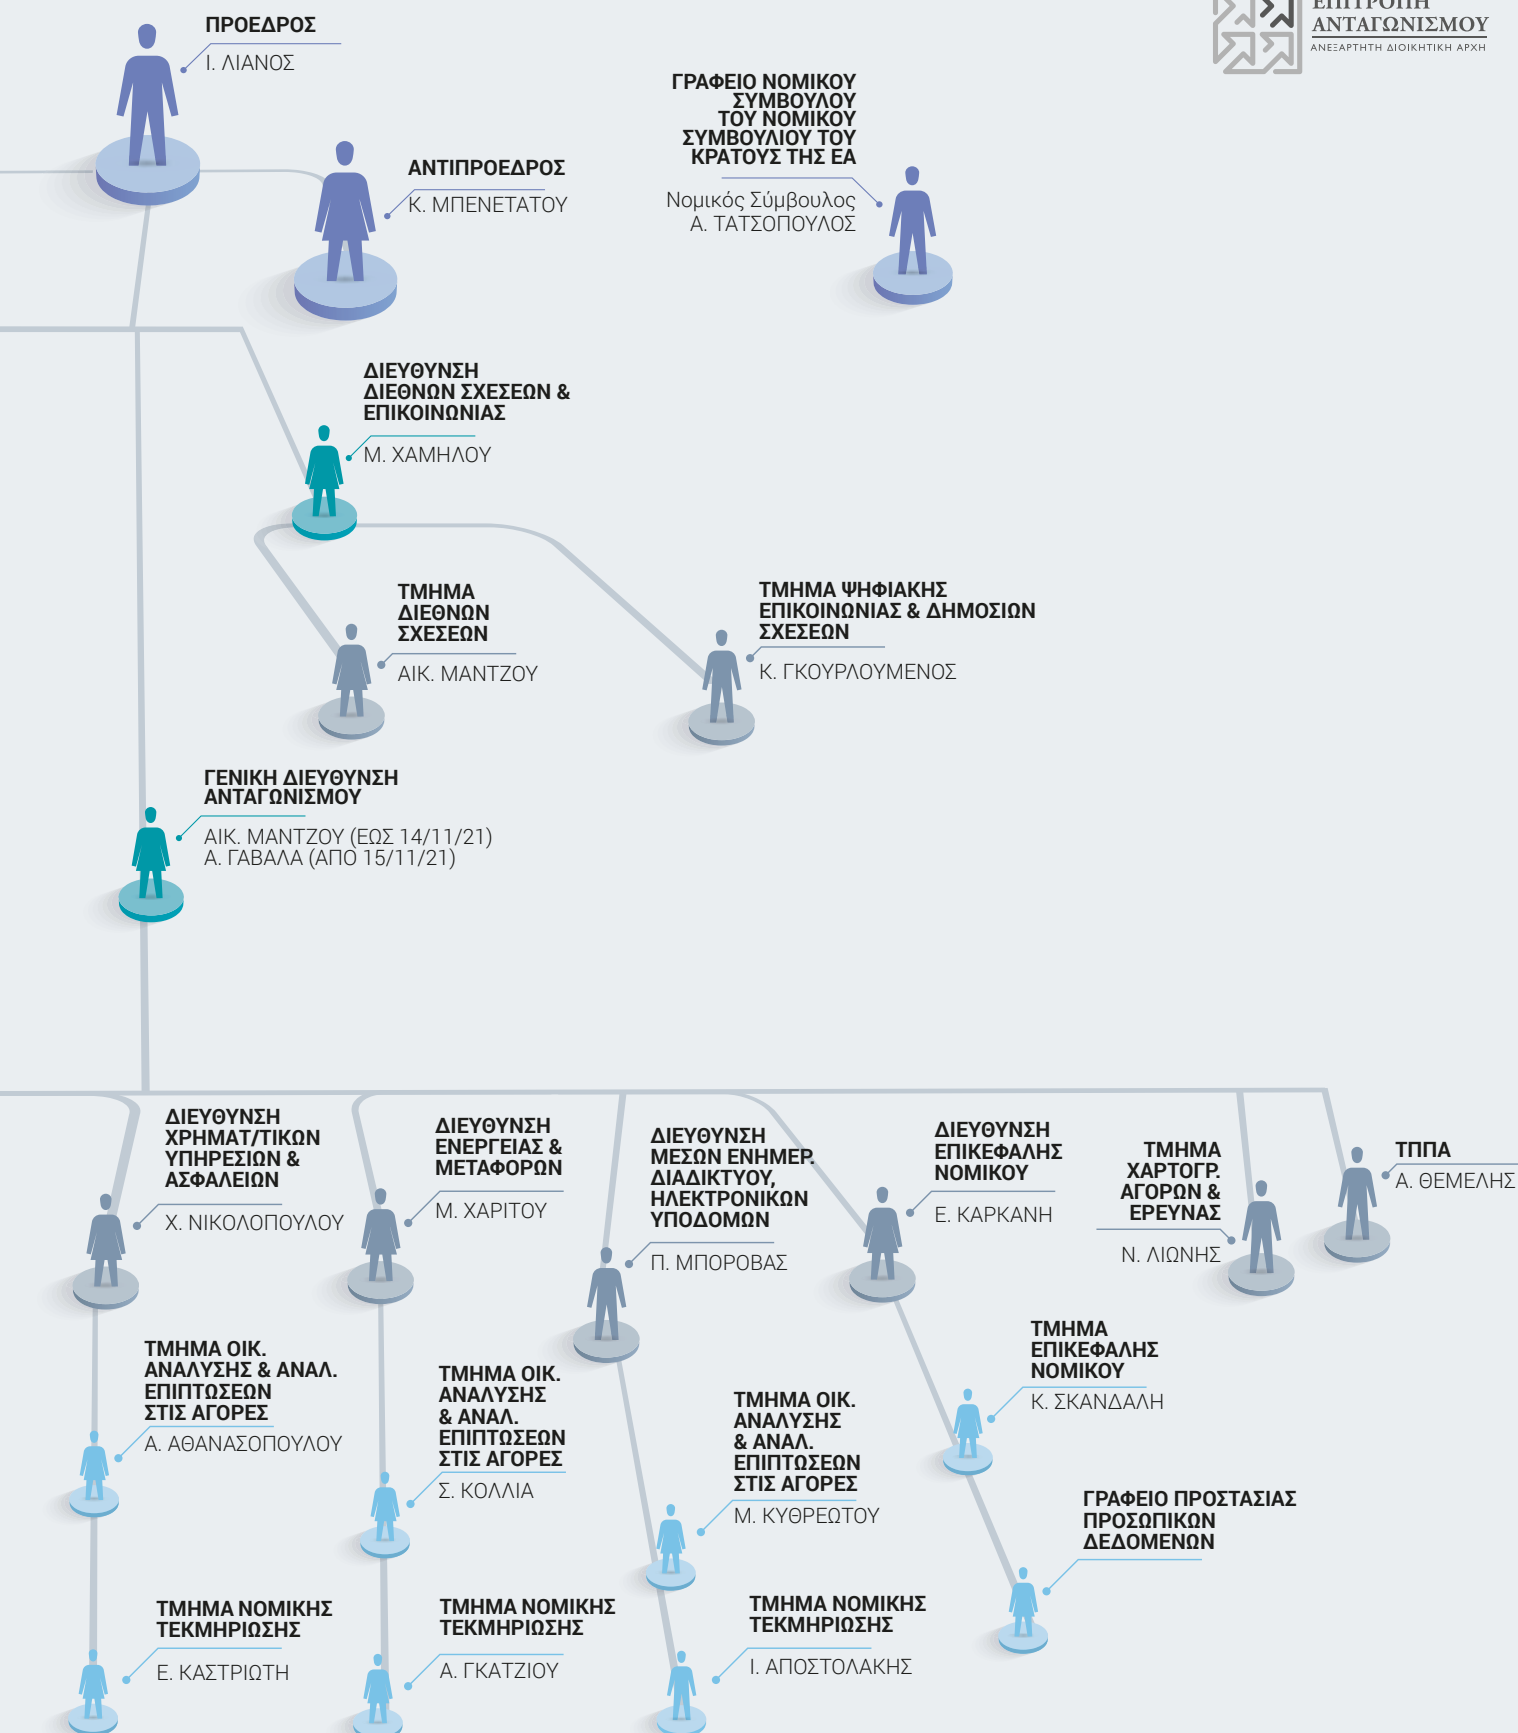 ΕΠΙΤΡΟΠΗ
ΑΝΤΑΓΩΝΙΣΜΟΥ
ΑΝΕΞΑΡΤΗΤΗ ΔΙΟΙΚΗΤΙΚΗ ΑΡΧΗ
ΠΡΟΕΔΡΟΣ
Ι. ΛΙΑΝΟΣ
ΑΝΤΙΠΡΟΕΔΡΟΣ
Κ. ΜΠΕΝΕΤΑΤΟΥ
ΓΡΑΦΕΙΟ ΝΟΜΙΚΟΥ
ΣΥΜΒΟΥΛΟΥ
ΤΟΥ ΝΟΜΙΚΟΥ
ΣΥΜΒΟΥΛΙΟΥ ΤΟΥ
ΚΡΑΤΟΥΣ ΤΗΣ ΕΑ
Νομικός Σύμβουλος
Α. ΤΑΤΣΟΠΟΥΛΟΣ
ΔΙΕΥΘΥΝΣΗ
ΔΙΕΘΝΩΝ ΣΧΕΣΕΩΝ &
ΕΠΙΚΟΙΝΩΝΙΑΣ
Μ. ΧΑΜΗΛΟΥ
ΤΜΗΜΑ
ΔΙΕΘΝΩΝ
ΣΧΕΣΕΩΝ
ΑΙΚ. ΜΑΝΤΖΟΥ
ΤΜΗΜΑ ΨΗΦΙΑΚΗΣ
ΕΠΙΚΟΙΝΩΝΙΑΣ & ΔΗΜΟΣΙΩΝ
ΣΧΕΣΕΩΝ
Κ. ΓΚΟΥΡΛΟΥΜΕΝΟΣ
ΓΕΝΙΚΗ ΔΙΕΥΘΥΝΣΗ
ΑΝΤΑΓΩΝΙΣΜΟΥ
ΑΙΚ. ΜΑΝΤΖΟΥ (ΕΩΣ 14/11/21)
Α. ΓΑΒΑΛΑ (ΑΠΟ 15/11/21)
ΔΙΕΥΘΥΝΣΗ
ΧΡΗΜΑΤ/ΤΙΚΩΝ
ΥΠΗΡΕΣΙΩΝ &
ΑΣΦΑΛΕΙΩΝ
Χ. ΝΙΚΟΛΟΠΟΥΛΟΥ
ΔΙΕΥΘΥΝΣΗ
ΕΝΕΡΓΕΙΑΣ &
ΜΕΤΑΦΟΡΩΝ
Μ. ΧΑΡΙΤΟΥ
ΔΙΕΥΘΥΝΣΗ
ΜΕΣΩΝ ΕΝΗΜΕΡ.
ΔΙΑΔΙΚΤΥΟΥ,
ΗΛΕΚΤΡΟΝΙΚΩΝ
ΥΠΟΔΟΜΩΝ
Π. ΜΠΟΡΟΒΑΣ
ΔΙΕΥΘΥΝΣΗ
ΕΠΙΚΕΦΑΛΗΣ
ΝΟΜΙΚΟΥ
Ε. ΚΑΡΚΑΝΗ
ΤΜΗΜΑ
ΧΑΡΤΟΓΡ.
ΑΓΟΡΩΝ &
ΕΡΕΥΝΑΣ
Ν. ΛΙΩΝΗΣ
ΤΠΠΑ
Α. ΘΕΜΕΛΗΣ
ΤΜΗΜΑ ΟΙΚ.
ΑΝΑΛΥΣΗΣ & ΑΝΑΛ.
ΕΠΙΠΤΩΣΕΩΝ
ΣΤΙΣ ΑΓΟΡΕΣ
Α. ΑΘΑΝΑΣΟΠΟΥΛΟΥ
ΤΜΗΜΑ ΟΙΚ.
ΑΝΑΛΥΣΗΣ
& ΑΝΑΛ.
ΕΠΙΠΤΩΣΕΩΝ
ΣΤΙΣ ΑΓΟΡΕΣ
Σ. ΚΟΛΛΙΑ
ΤΜΗΜΑ ΟΙΚ.
ΑΝΑΛΥΣΗΣ
& ΑΝΑΛ.
ΕΠΙΠΤΩΣΕΩΝ
ΣΤΙΣ ΑΓΟΡΕΣ
Μ. ΚΥΘΡΕΩΤΟΥ
ΤΜΗΜΑ
ΕΠΙΚΕΦΑΛΗΣ
ΝΟΜΙΚΟΥ
Κ. ΣΚΑΝΔΑΛΗ
ΓΡΑΦΕΙΟ ΠΡΟΣΤΑΣΙΑΣ
ΠΡΟΣΩΠΙΚΩΝ
ΔΕΔΟΜΕΝΩΝ
ΤΜΗΜΑ ΝΟΜΙΚΗΣ
ΤΕΚΜΗΡΙΩΣΗΣ
Ε. ΚΑΣΤΡΙΩΤΗ
ΤΜΗΜΑ ΝΟΜΙΚΗΣ
ΤΕΚΜΗΡΙΩΣΗΣ
Α. ΓΚΑΤΖΙΟΥ
ΤΜΗΜΑ ΝΟΜΙΚΗΣ
ΤΕΚΜΗΡΙΩΣΗΣ
Ι. ΑΠΟΣΤΟΛΑΚΗΣ